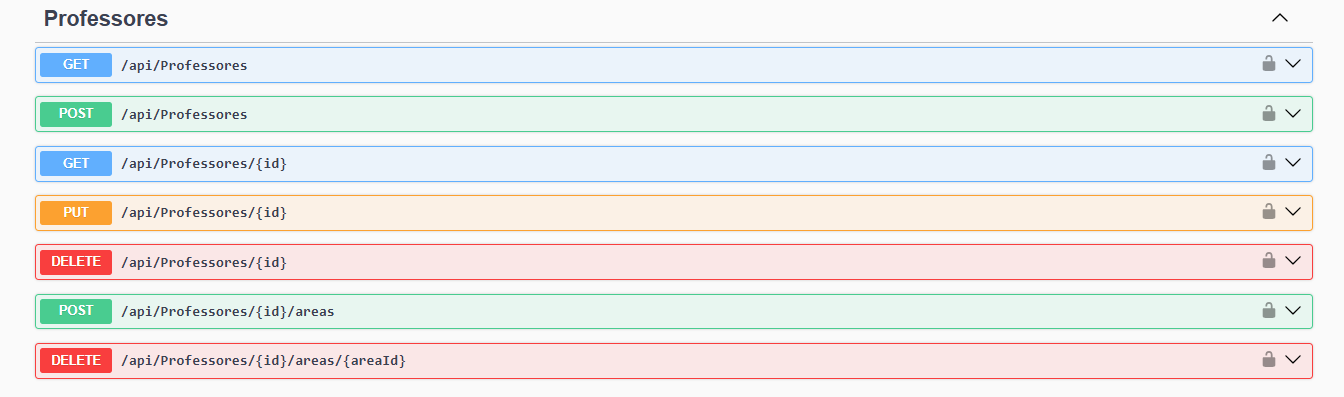 Professores
GET /api/Professores
POST /api/Professores
GET /api/Professores/{id}
PUT /api/Professores/{id}
DELETE /api/Professores/{id}
POST /api/Professores/{id}/areas
DELETE /api/Professores/{id}/areas/{areaId}